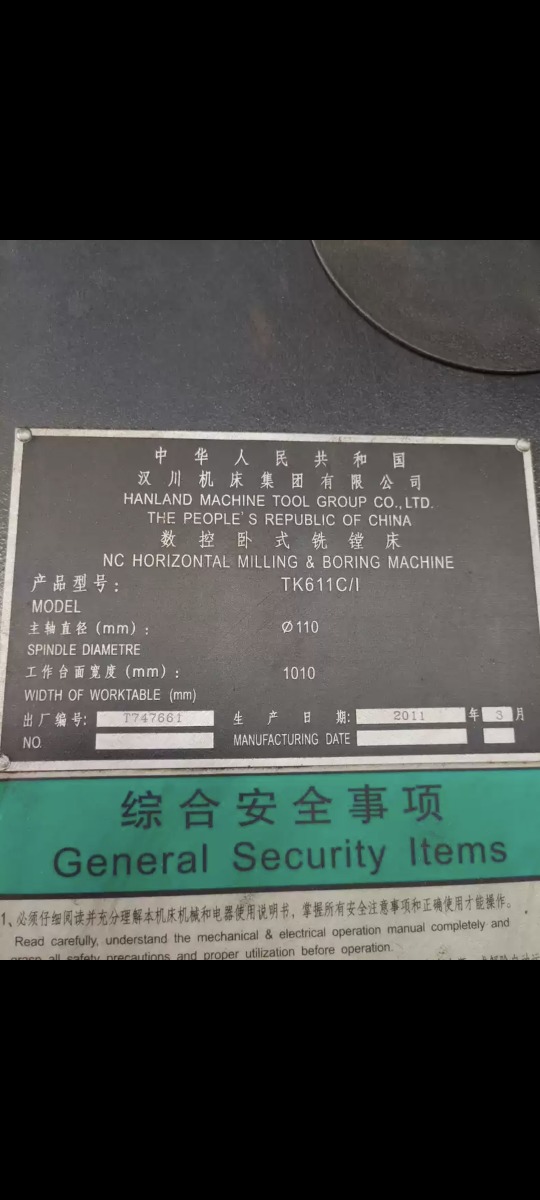 中华人民共和国
汉川机床集团有限公司
HANLAND MACHINE TOOL GROUP CO.,LTD.
THE PEOPLE'S REPUBLIC OF CHINA
数控卧式铣镗床
NC HORIZONTAL MILLING & BORING MACHINE
产品型号: TK611C/I
MODEL
主轴直径(mm): Ø110
SPINDLE DIAMETRE
工作台面宽度(mm): 1010
WIDTH OF WORKTABLE (mm)
出厂编号: T747661 生产日期: 2011 年 3 月
NO. MANUFACTURING DATE
综合安全事项
General Security Items
1、必须仔细阅读并充分理解本机床机械和电器使用说明书，掌握所有安全注意事项和正确使用才能操作。
Read carefully, understand the mechanical & electrical operation manual completely and
grasp all safety precautions and proper utilization before operation.